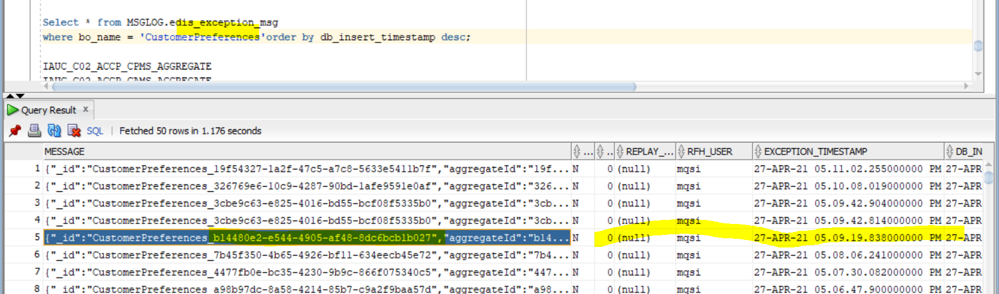 Select * from MSGLOG.edis_exception_msg
where bo_name = 'CustomerPreferences'order by db_insert_timestamp desc;
IAUC_C02_ACCP_CPMS_AGGREGATE
Query Result x
SQL | Fetched 50 rows in 1.176 seconds
MESSAGE ... .. REPLAY_... RFH_USER EXCEPTION_TIMESTAMP DB_IN
1 {"_id":"CustomerPreferences_19f54327-1a2f-47c5-a7c8-5633e5411b7f","aggregateId":"19f... N 0 (null) mqsi 27-APR-21 05.11.02.255000000 PM 27-APR
2 {"_id":"CustomerPreferences_326769e6-10c9-4287-90bd-1afe9591e0af","aggregateId":"326... N 0 (null) mqsi 27-APR-21 05.10.08.019000000 PM 27-APR
3 {"_id":"CustomerPreferences_3cbe9c63-e825-4016-bd55-bcf08f5335b0","aggregateId":"3cb... N 0 (null) mqsi 27-APR-21 05.09.42.904000000 PM 27-APR
4 {"_id":"CustomerPreferences_3cbe9c63-e825-4016-bd55-bcf08f5335b0","aggregateId":"3cb... N 0 (null) mqsi 27-APR-21 05.09.42.814000000 PM 27-APR
5 {"_id":"CustomerPreferences_b14480e2-e544-4905-af48-8dc6bcb1b027","aggregateId":"b14... N 0 (null) mqsi 27-APR-21 05.09.19.838000000 PM 27-APR
6 {"_id":"CustomerPreferences_7b45f350-4b65-4926-bf11-634eecb45e72","aggregateId":"7b4... N 0 (null) mqsi 27-APR-21 05.08.06.241000000 PM 27-APR
7 {"_id":"CustomerPreferences_4477fb0e-bc35-4230-9b9c-866f075340c5","aggregateId":"447... N 0 (null) mqsi 27-APR-21 05.07.30.082000000 PM 27-APR
8 {"_id":"CustomerPreferences_a98b97dc-8a58-4214-85b7-c9a2f9baa57d","aggregateId":"a98... N 0 (null) mqsi 27-APR-21 05.06.47.900000000 PM 27-APR